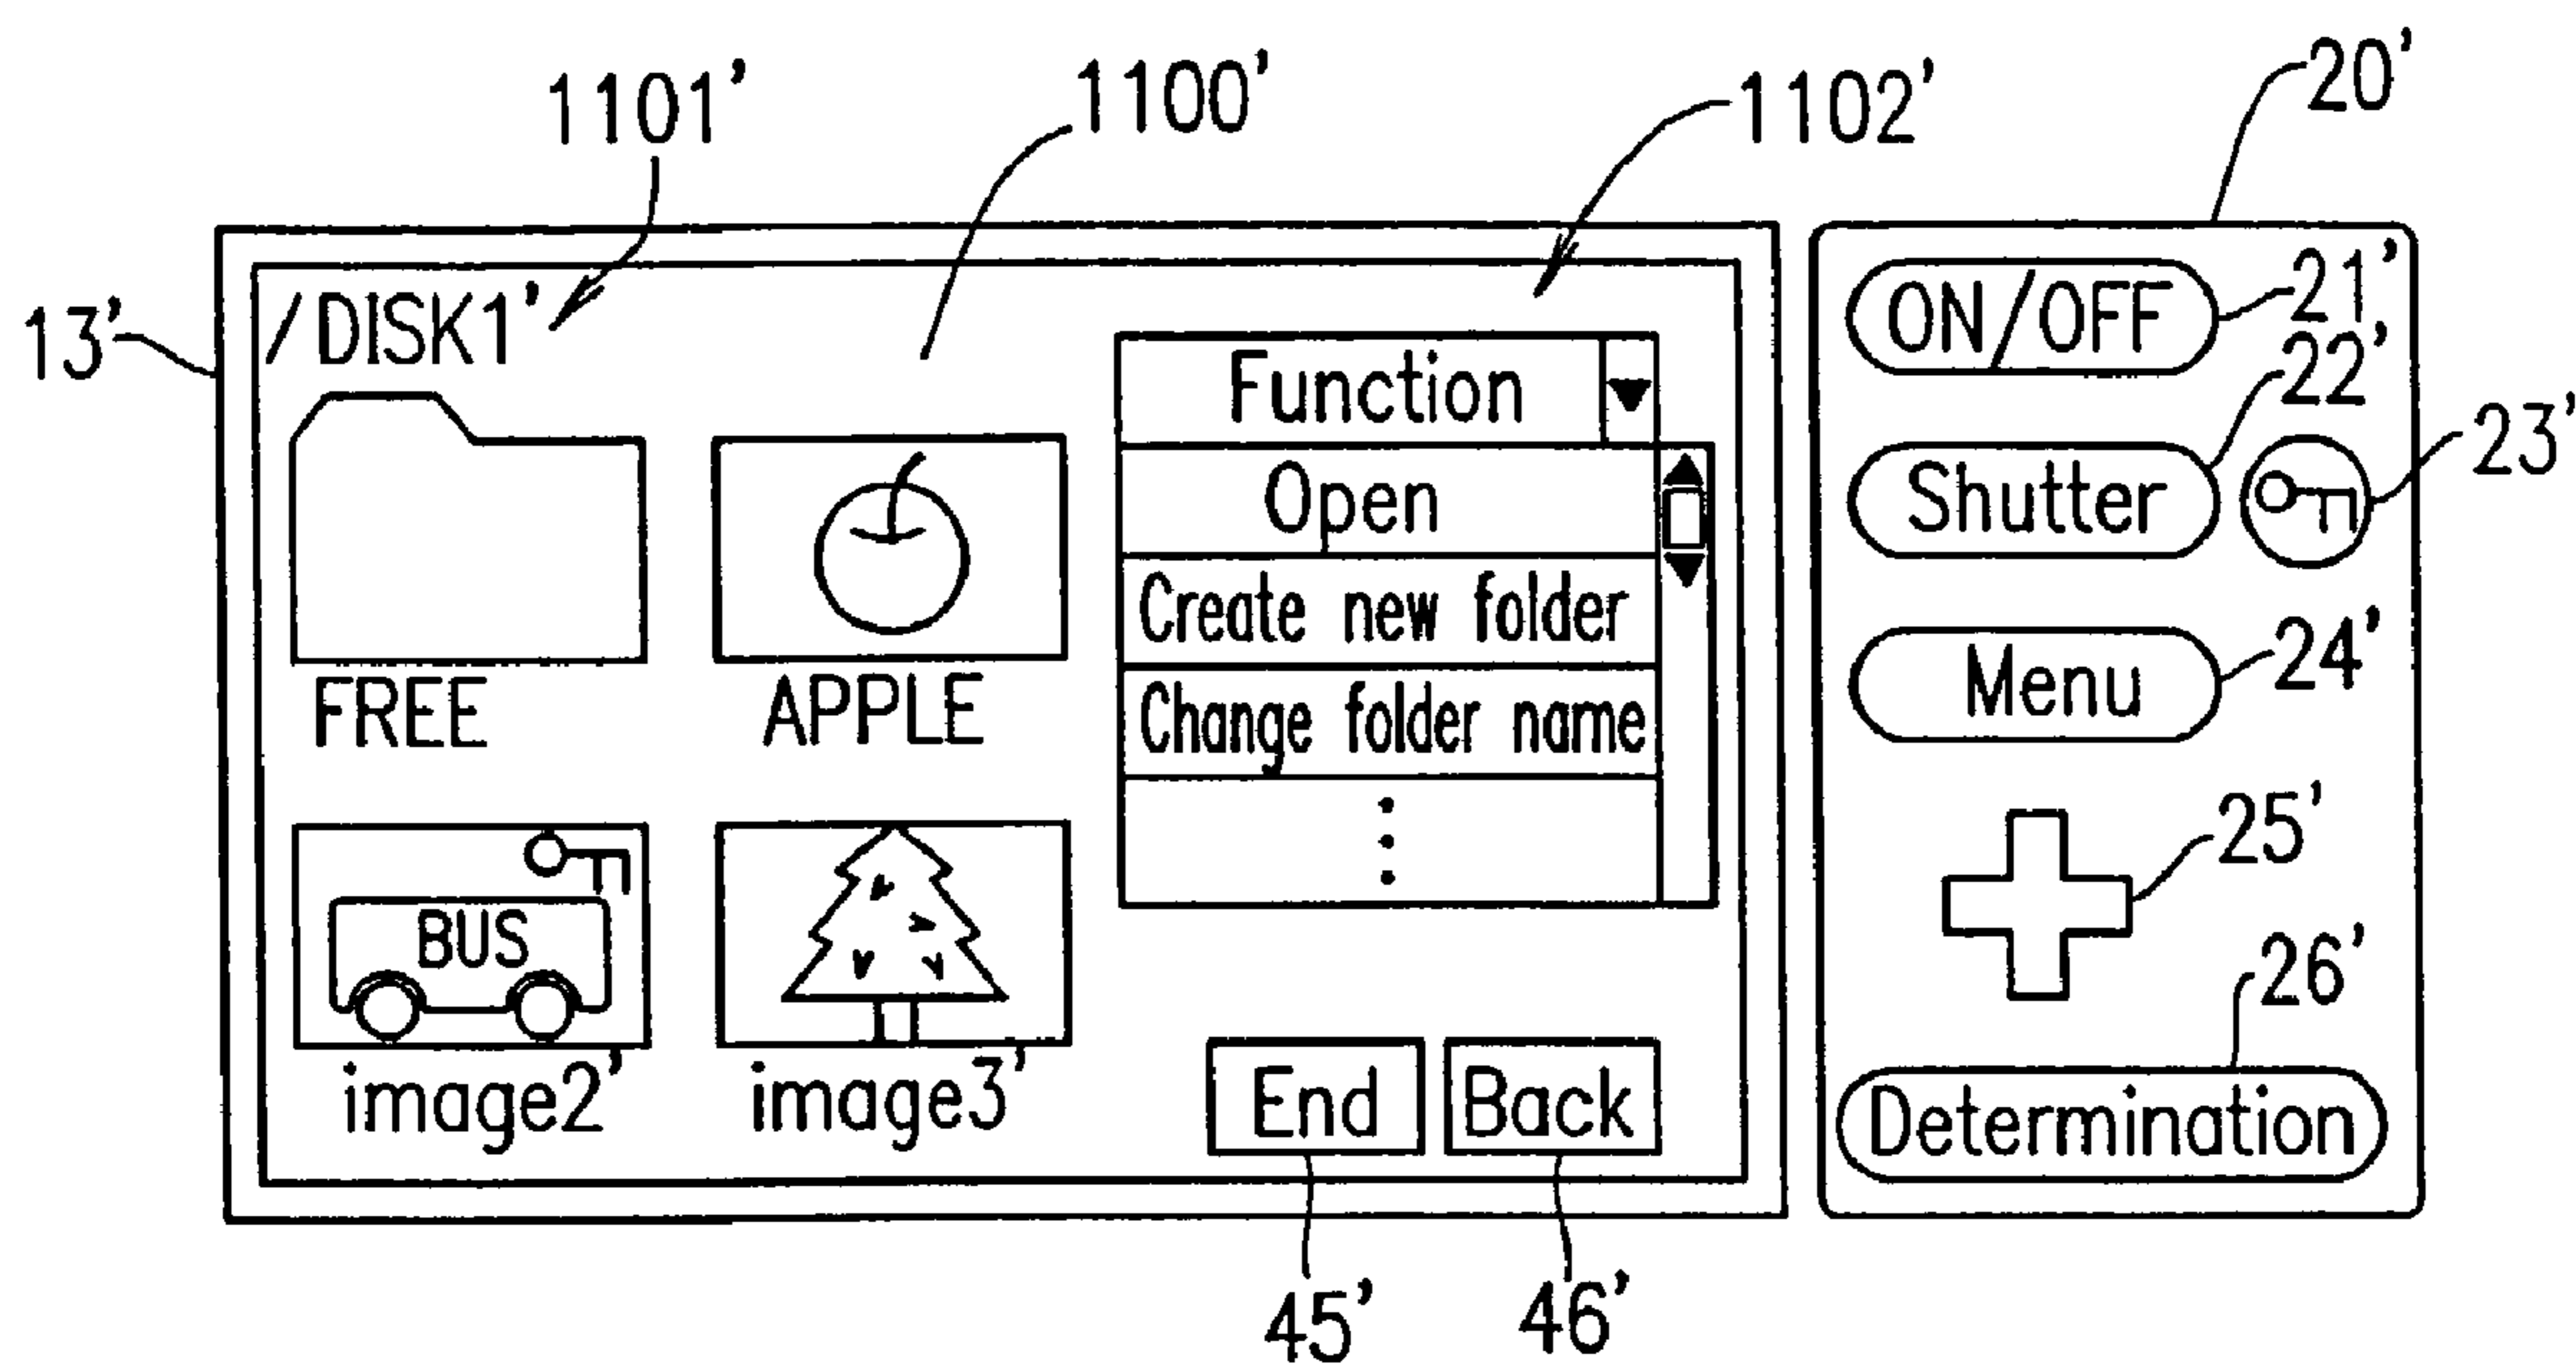 1101'
1100'
1102'
20'
13'
/DISK1'
Function
Open
Create new folder
Change folder name
FREE
APPLE
BUS
image2'
image3'
End
Back
45'
46'
ON/OFF
21'
22'
Shutter
23'
Menu
24'
25'
26'
Determination